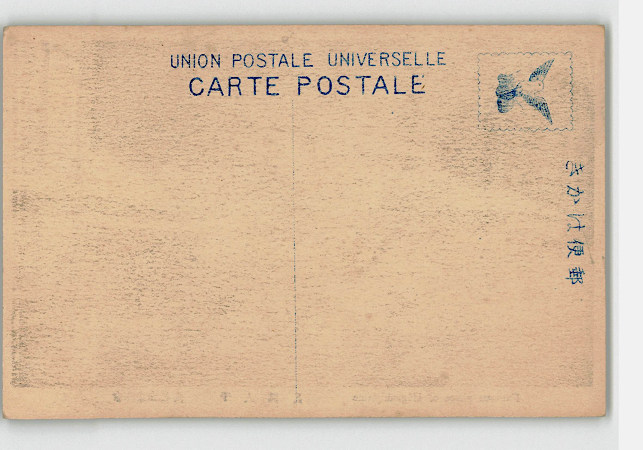 UNION POSTALE UNIVERSELLE
CARTE POSTALE
きかは便郵